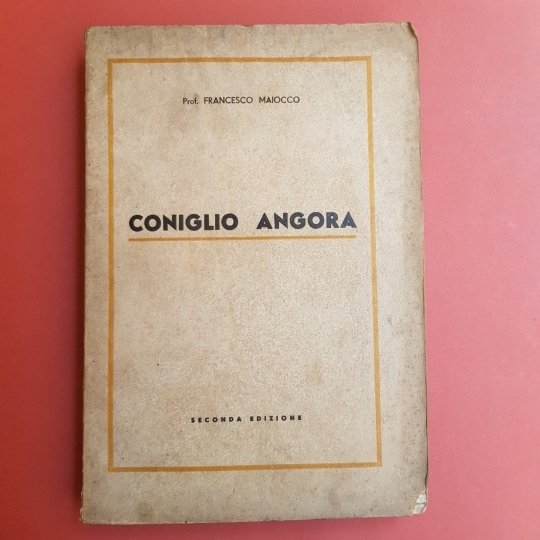 Prof. FRANCESCO MAIOCCO
CONIGLIO ANGORA
SECONDA EDIZIONE